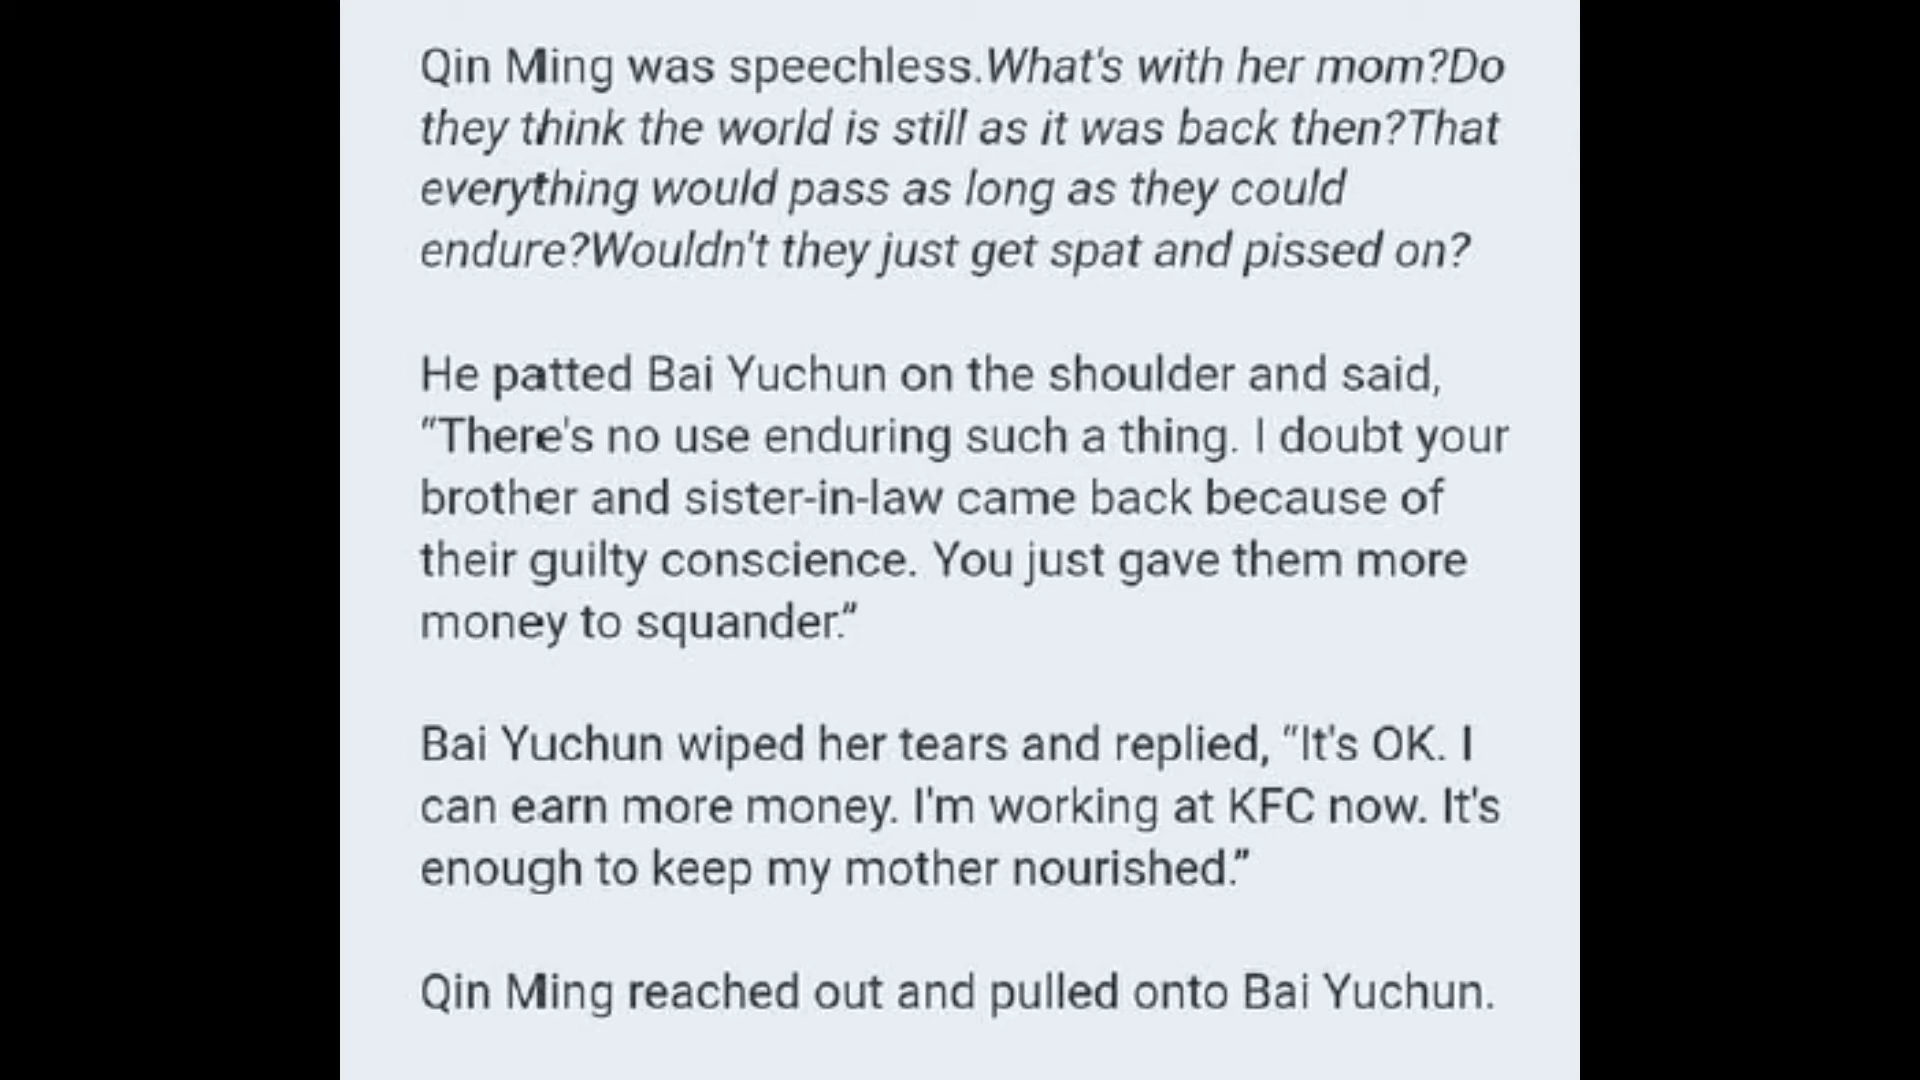 Qin Ming was speechless.What's with her mom?Do
they think the world is still as it was back then?That
everything would pass as long as they could
endure?Wouldn't they just get spat and pissed on?
He patted Bai Yuchun on the shoulder and said,
“There's no use enduring such a thing. I doubt your
brother and sister-in-law came back because of
their guilty conscience. You just gave them more
money to squander.”
Bai Yuchun wiped her tears and replied, “It's OK. I
can earn more money. I'm working at KFC now. It's
enough to keep my mother nourished.”
Qin Ming reached out and pulled onto Bai Yuchun.